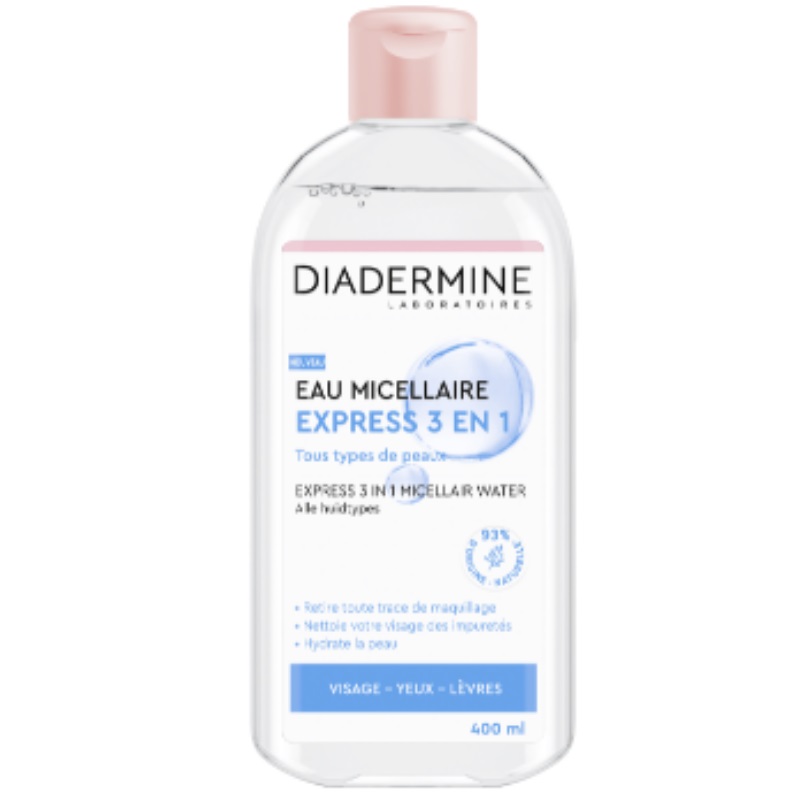 DIADERMINE
LABORATOIRES
NOUVEAU
EAU MICELLAIRE
EXPRESS 3 EN 1
Tous types de peaux
EXPRESS 3 IN 1 MICELLAIR WATER
Alle huidtypes
93%
D'ORIGINE - NATURELLE
• Retire toute trace de maquillage
• Nettoie votre visage des impuretés
• Hydrate la peau
VISAGE - YEUX - LÈVRES
400 ml